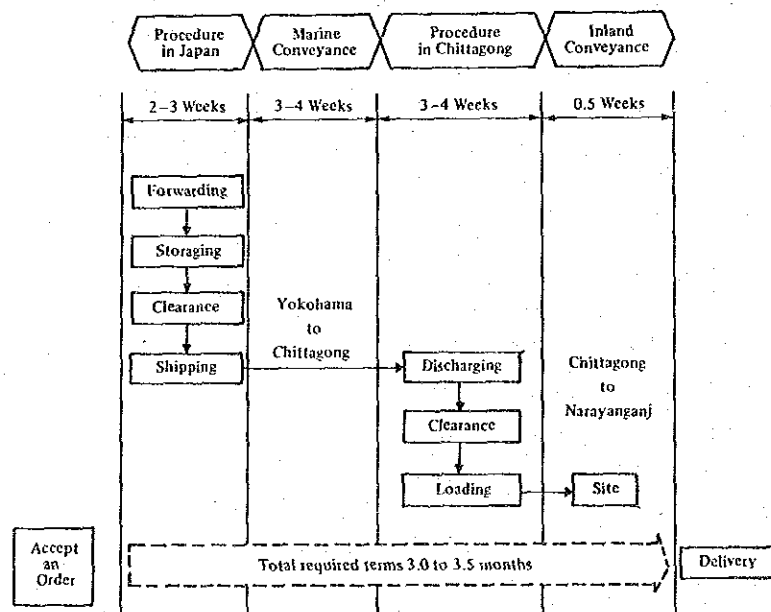 Procedure
in Japan
Marine
Conveyance
Procedure
in Chittagong
Inland
Conveyance
2–3 Weeks
3–4 Weeks
3–4 Weeks
0.5 Weeks
Forwarding
Storaging
Clearance
Shipping
Yokohama
to
Chittagong
Discharging
Clearance
Loading
Chittagong
to
Narayanganj
Site
Accept
an
Order
Total required terms 3.0 to 3.5 months
Delivery